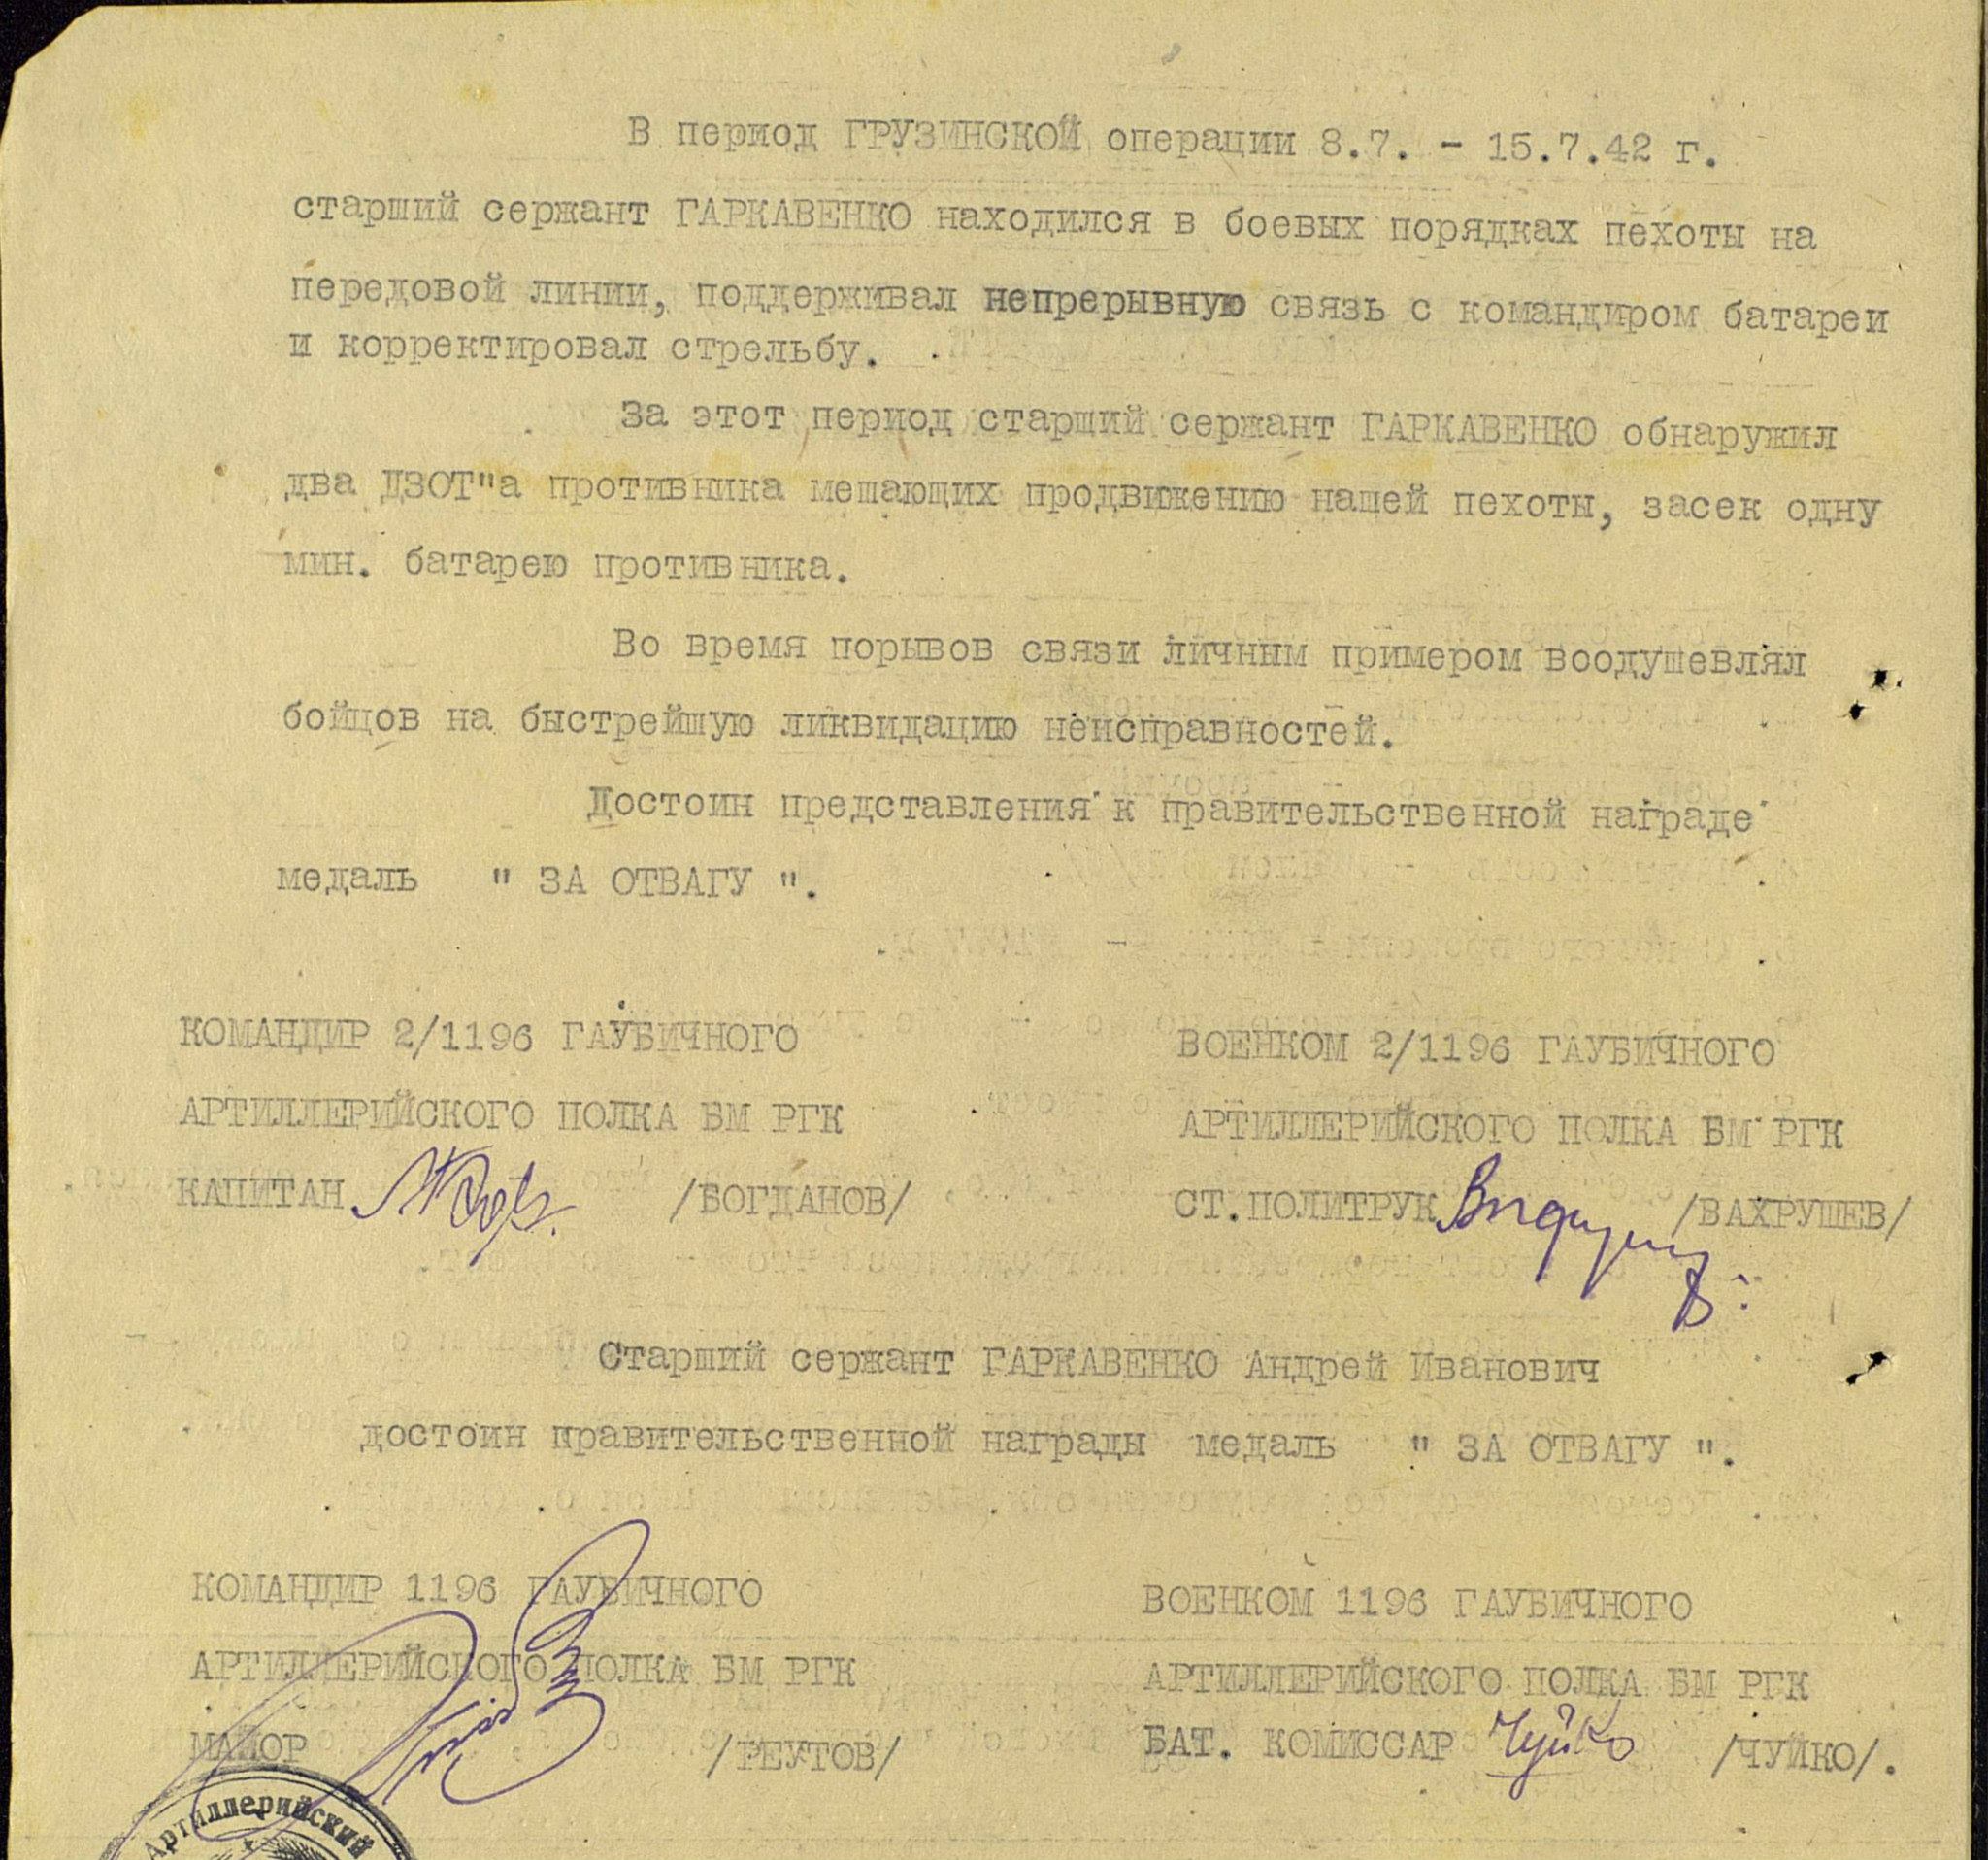 В период ГРУЗИНСКОЙ операции 8.7. - 15.7.42 г.
старший сержант ГАРКАВЕНКО находился в боевых порядках пехоты на
передовой линии, поддерживал непрерывную связь с командиром батареи
и корректировал стрельбу.
За этот период старший сержант ГАРКАВЕНКО обнаружил
два ДЗОТ"а противника мешающих продвижению нашей пехоты, засек одну
мин. батарею противника.
Во время порывов связи личным примером воодушевлял
бойцов на быстрейшую ликвидацию неисправностей.
Достоин представления к правительственной награде
медаль " ЗА ОТВАГУ ".
КОМАНДИР 2/1196 ГАУБИЧНОГО
АРТИЛЛЕРИЙСКОГО ПОЛКА БМ РГК
КАПИТАН /БОГДАНОВ/
ВОЕНКОМ 2/1196 ГАУБИЧНОГО
АРТИЛЛЕРИЙСКОГО ПОЛКА БМ РГК
СТ.ПОЛИТРУК /ВАХРУШЕВ/
Старший сержант ГАРКАВЕНКО Андрей Иванович
достоин правительственной награды медаль " ЗА ОТВАГУ ".
КОМАНДИР 1196 ГАУБИЧНОГО
АРТИЛЛЕРИЙСКОГО ПОЛКА БМ РГК
МАЙОР /РЕУТОВ/
ВОЕНКОМ 1196 ГАУБИЧНОГО
АРТИЛЛЕРИЙСКОГО ПОЛКА БМ РГК
БАТ. КОМИССАР Чуйко /ЧУЙКО/.
Артиллерийский